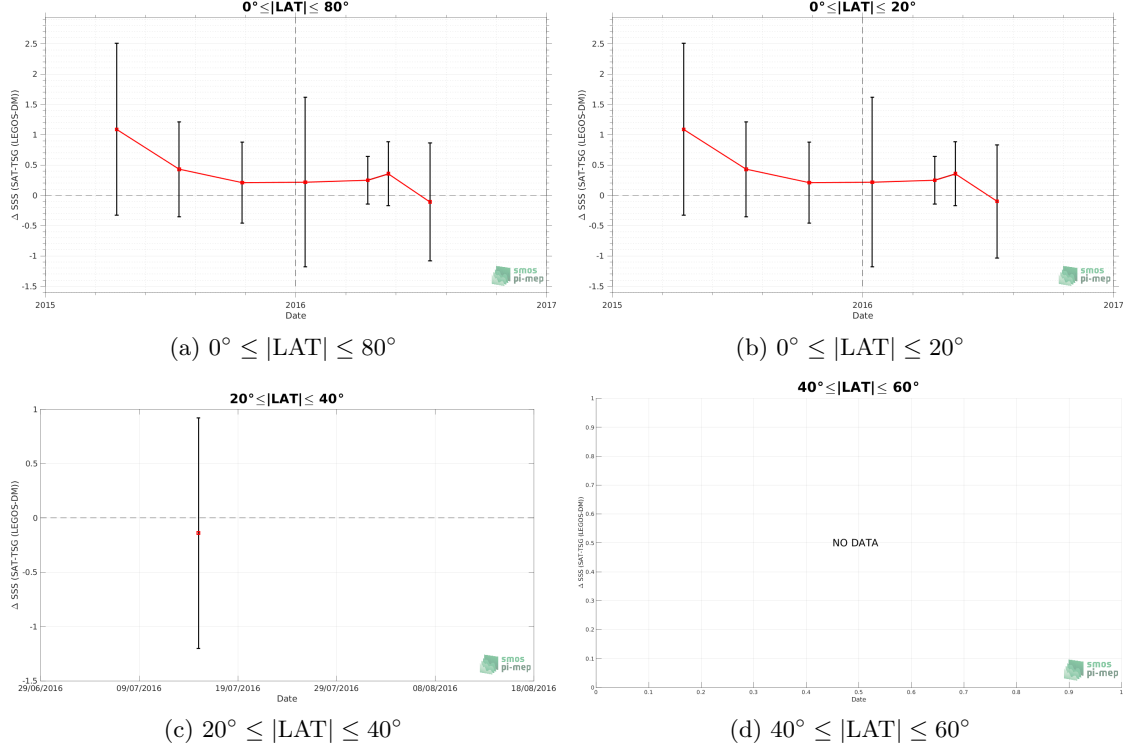 0°≤|LAT|≤ 80°
Δ SSS (SAT-TSG (LEGOS-DM))
2.5
2
1.5
1
0.5
0
-0.5
-1
-1.5
2015
2016
2017
Date
smos
pi-mep
(a) 0° ≤ |LAT| ≤ 80°
0°≤|LAT|≤ 20°
Δ SSS (SAT-TSG (LEGOS-DM))
2.5
2
1.5
1
0.5
0
-0.5
-1
-1.5
2015
2016
2017
Date
smos
pi-mep
(b) 0° ≤ |LAT| ≤ 20°
20°≤|LAT|≤ 40°
Δ SSS (SAT-TSG (LEGOS-DM))
1
0.5
0
-0.5
-1
-1.5
29/06/2016
09/07/2016
19/07/2016
29/07/2016
08/08/2016
18/08/2016
Date
smos
pi-mep
(c) 20° ≤ |LAT| ≤ 40°
40°≤|LAT|≤ 60°
Δ SSS (SAT-TSG (LEGOS-DM))
1
0.9
0.8
0.7
0.6
0.5
0.4
0.3
0.2
0.1
0
NO DATA
0
0.1
0.2
0.3
0.4
0.5
0.6
0.7
0.8
0.9
1
Date
smos
pi-mep
(d) 40° ≤ |LAT| ≤ 60°